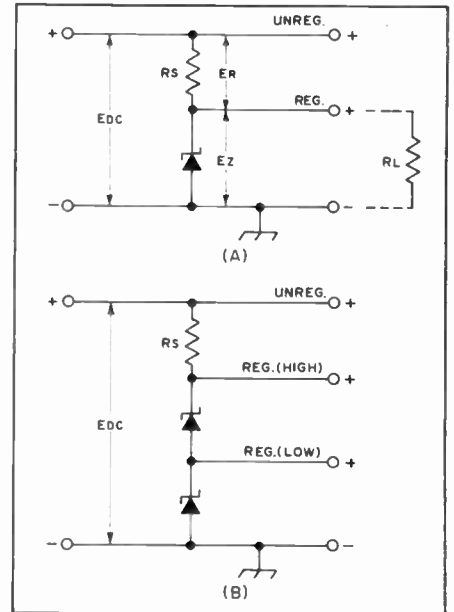 + UNREG. +
RS ER
REG. +
EDC
EZ
RL
- -
(A)
+ UNREG. +
RS
REG.(HIGH) +
EDC
REG.(LOW) +
- -
(B)